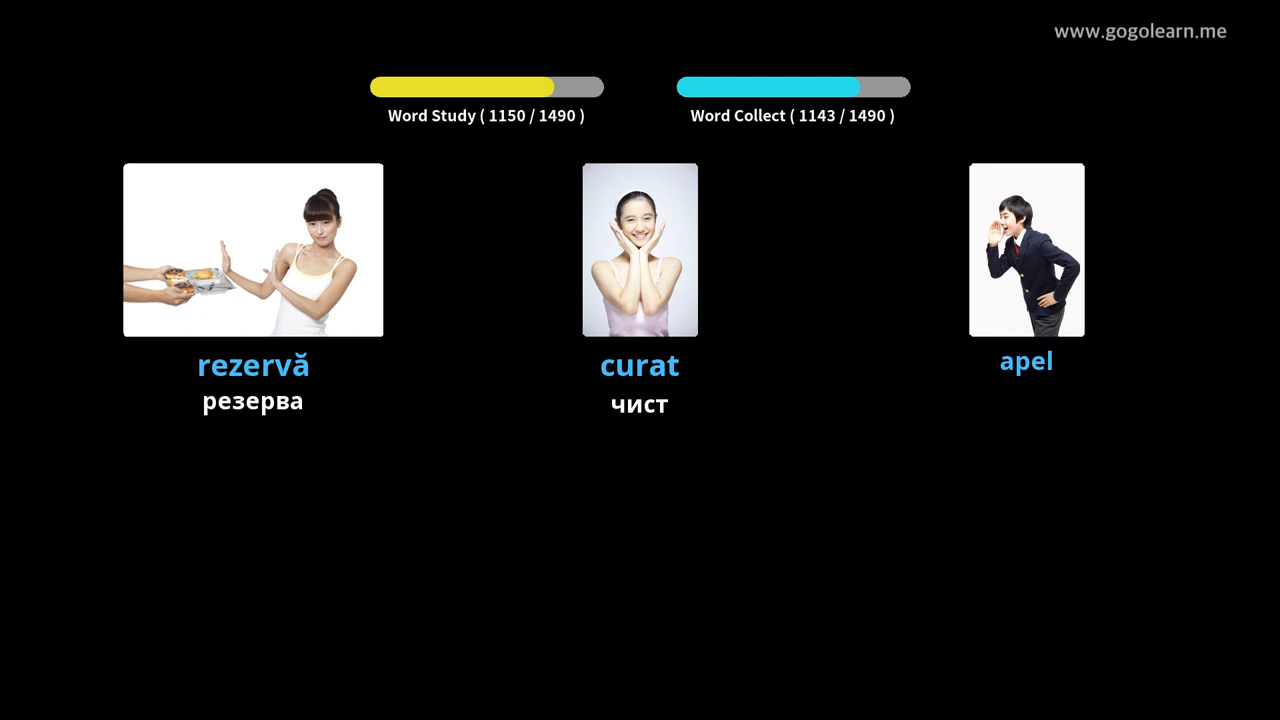 www.gogolearn.me
Word Study ( 1150 / 1490 )
Word Collect ( 1143 / 1490 )
rezervă
curat
apel
резерва
чист